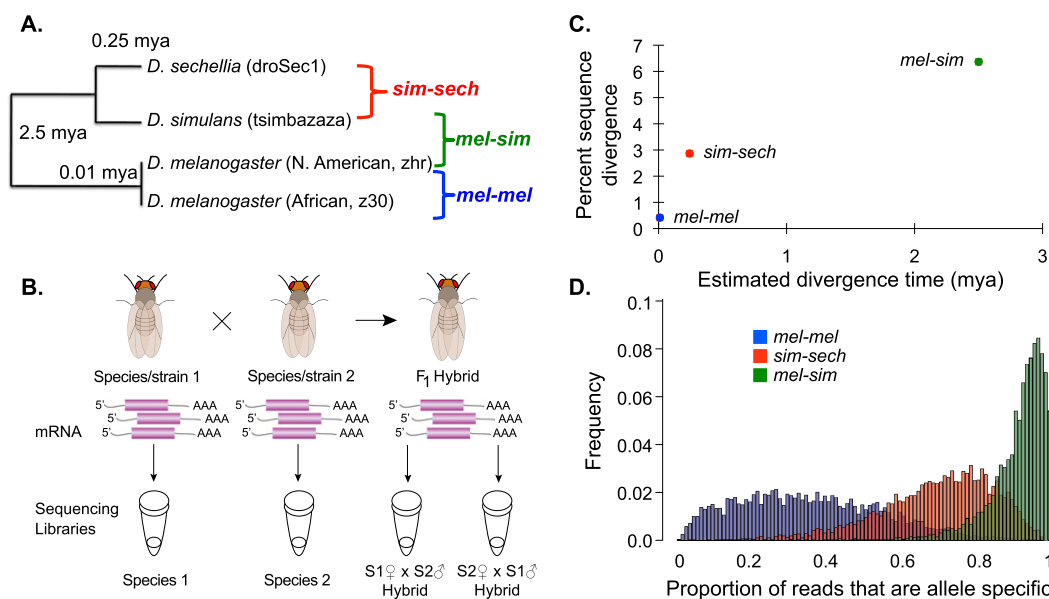 A.
0.25 mya
D. sechellia (droSec1)
sim-sech
D. simulans (tsimbazaza)
2.5 mya
mel-sim
D. melanogaster (N. American, zhr)
0.01 mya
mel-mel
D. melanogaster (African, z30)
B.
Species/strain 1
Species/strain 2
F1 Hybrid
mRNA
5’ AAA 5’ AAA 5’ AAA
5’ AAA 5’ AAA 5’ AAA
5’ AAA 5’ AAA 5’ AAA
Sequencing
Libraries
Species 1
Species 2
S1♀ x S2♂
Hybrid
S2♀ x S1♂
Hybrid
C.
Percent sequence
divergence
7
6
5
4
3
2
1
0
mel-sim
sim-sech
mel-mel
0 1 2 3
Estimated divergence time (mya)
D.
Frequency
0.1
0.08
0.06
0.04
0.02
0.0
mel-mel
sim-sech
mel-sim
0 0.2 0.4 0.6 0.8 1
Proportion of reads that are allele specific